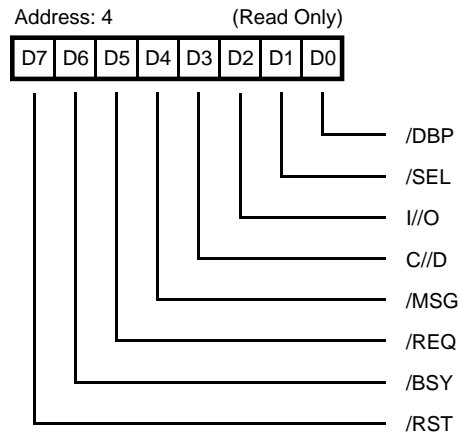 Address: 4 (Read Only)
D7 D6 D5 D4 D3 D2 D1 D0
/DBP
/SEL
I//O
C//D
/MSG
/REQ
/BSY
/RST